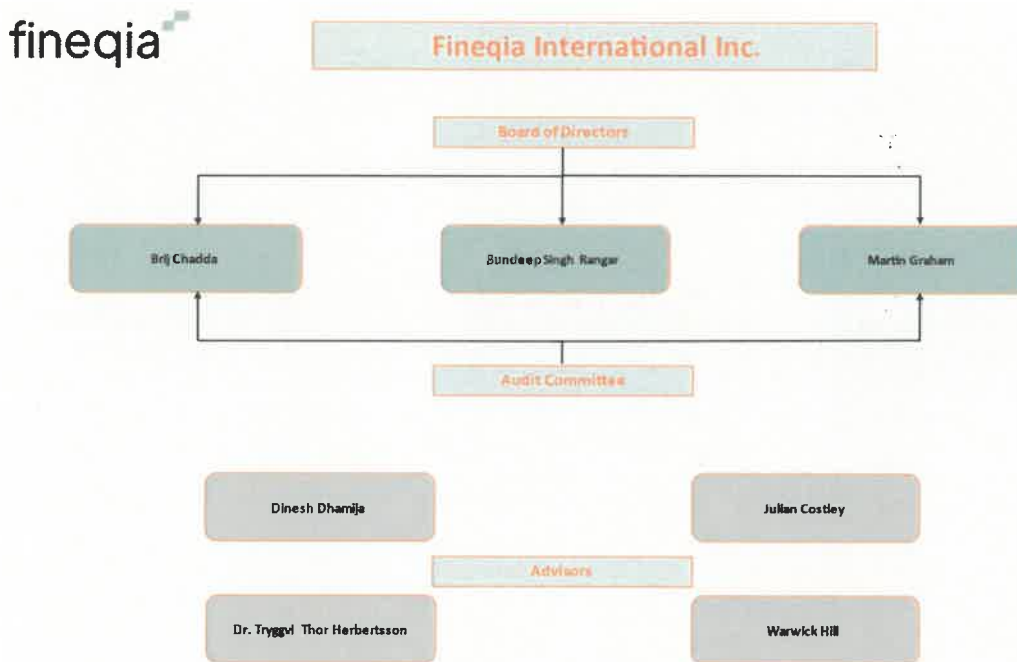 fineqia
Fineqia International Inc.
Board of Directors
Brij Chadda
Bundeep Singh Rangar
Martin Graham
Audit Committee
Dinesh Dhamija
Julian Costley
Advisors
Dr. Tryggvi Thor Herbertsson
Warwick Hill